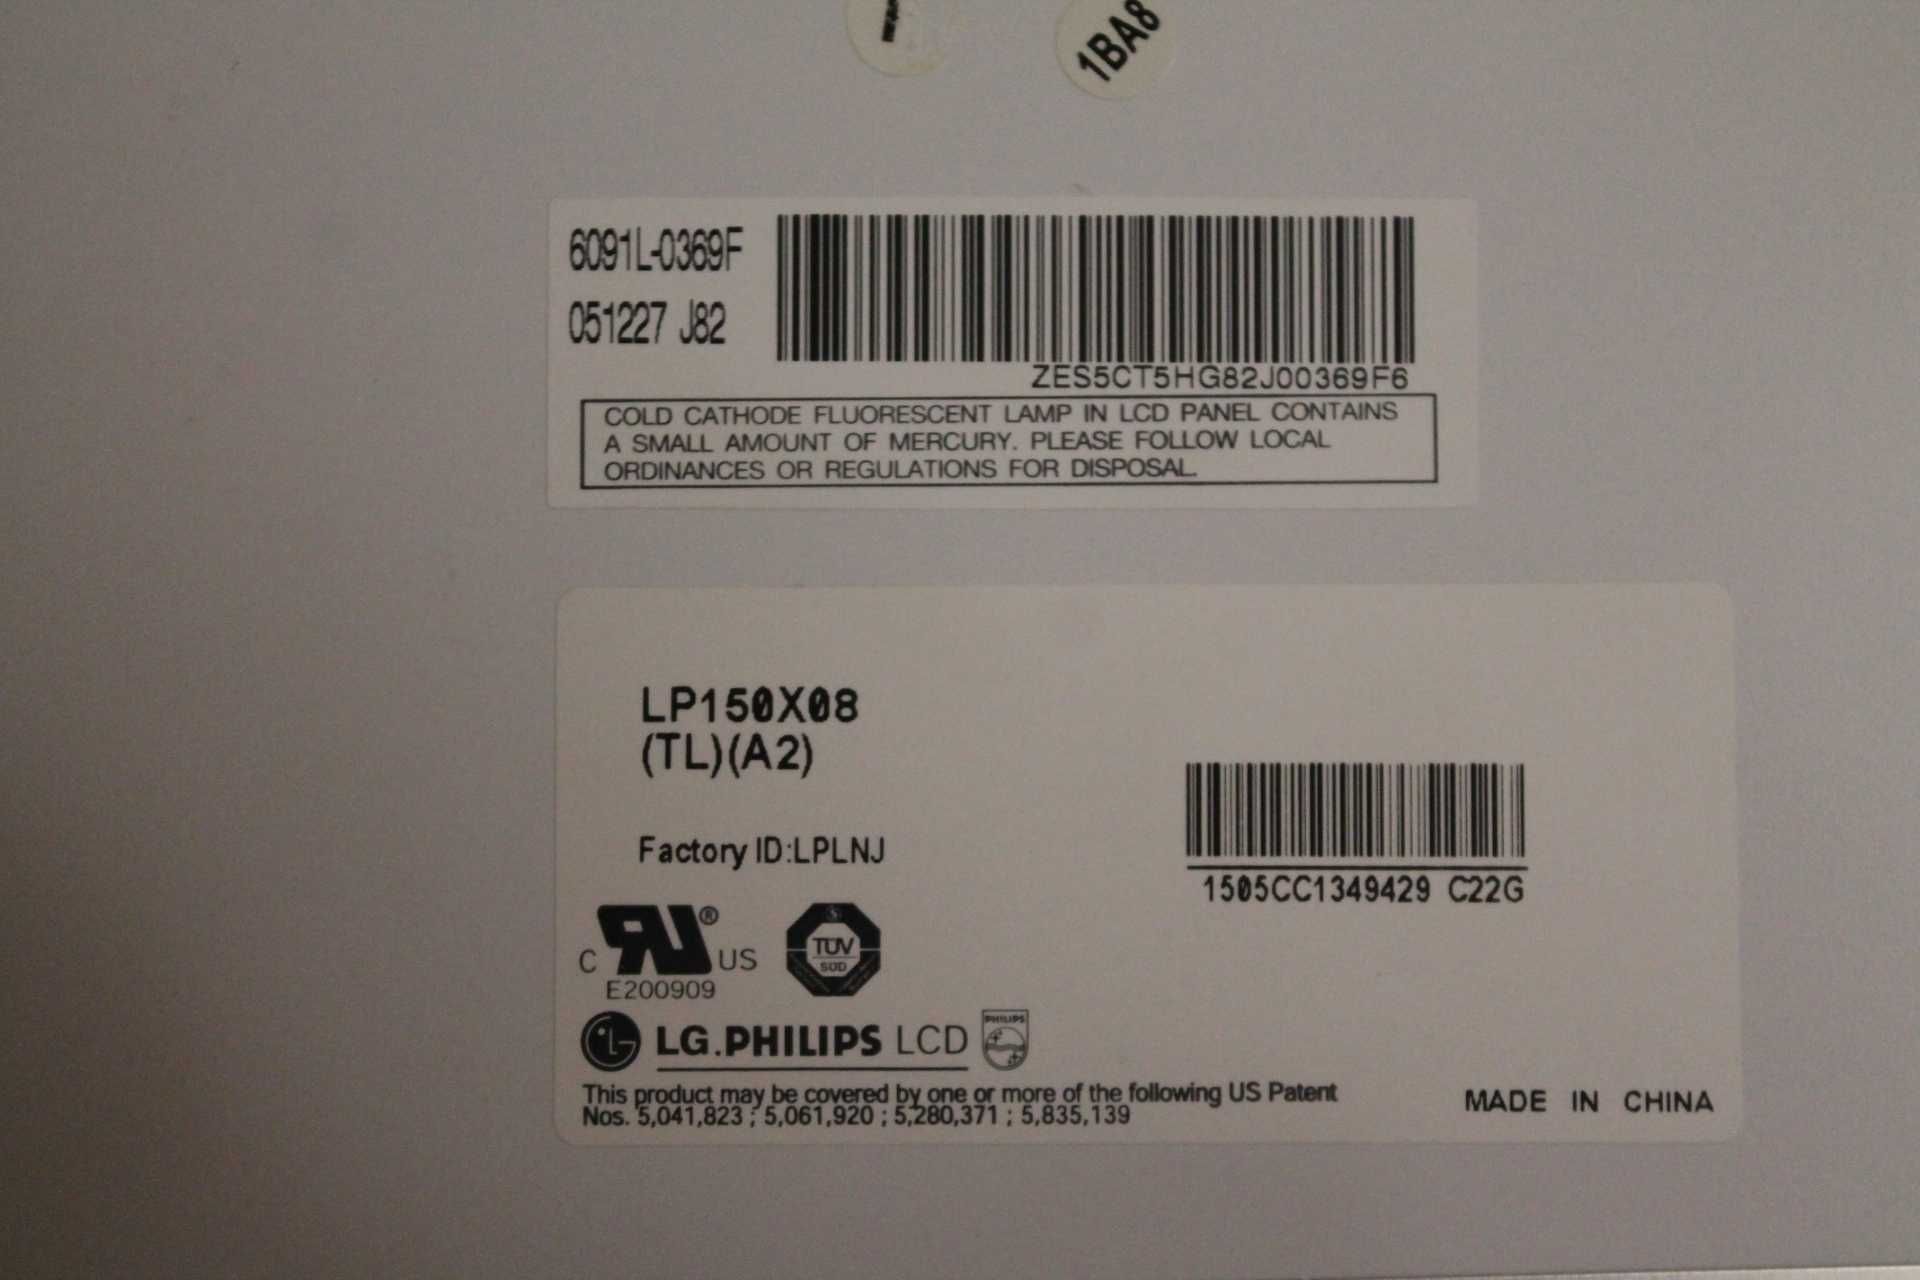 1BA8
6091L-0369F
051227 J82
ZES5CT5HG82J00369F6
COLD CATHODE FLUORESCENT LAMP IN LCD PANEL CONTAINS
A SMALL AMOUNT OF MERCURY. PLEASE FOLLOW LOCAL
ORDINANCES OR REGULATIONS FOR DISPOSAL.
LP150X08
(TL)(A2)
Factory ID:LPLNJ
1505CC1349429 C22G
C RU® US
E200909
TÜV
SÜD
LG.PHILIPS LCD
PHILIPS
This product may be covered by one or more of the following US Patent
Nos. 5,041,823 ; 5,061,920 ; 5,280,371 ; 5,835,139
MADE IN CHINA